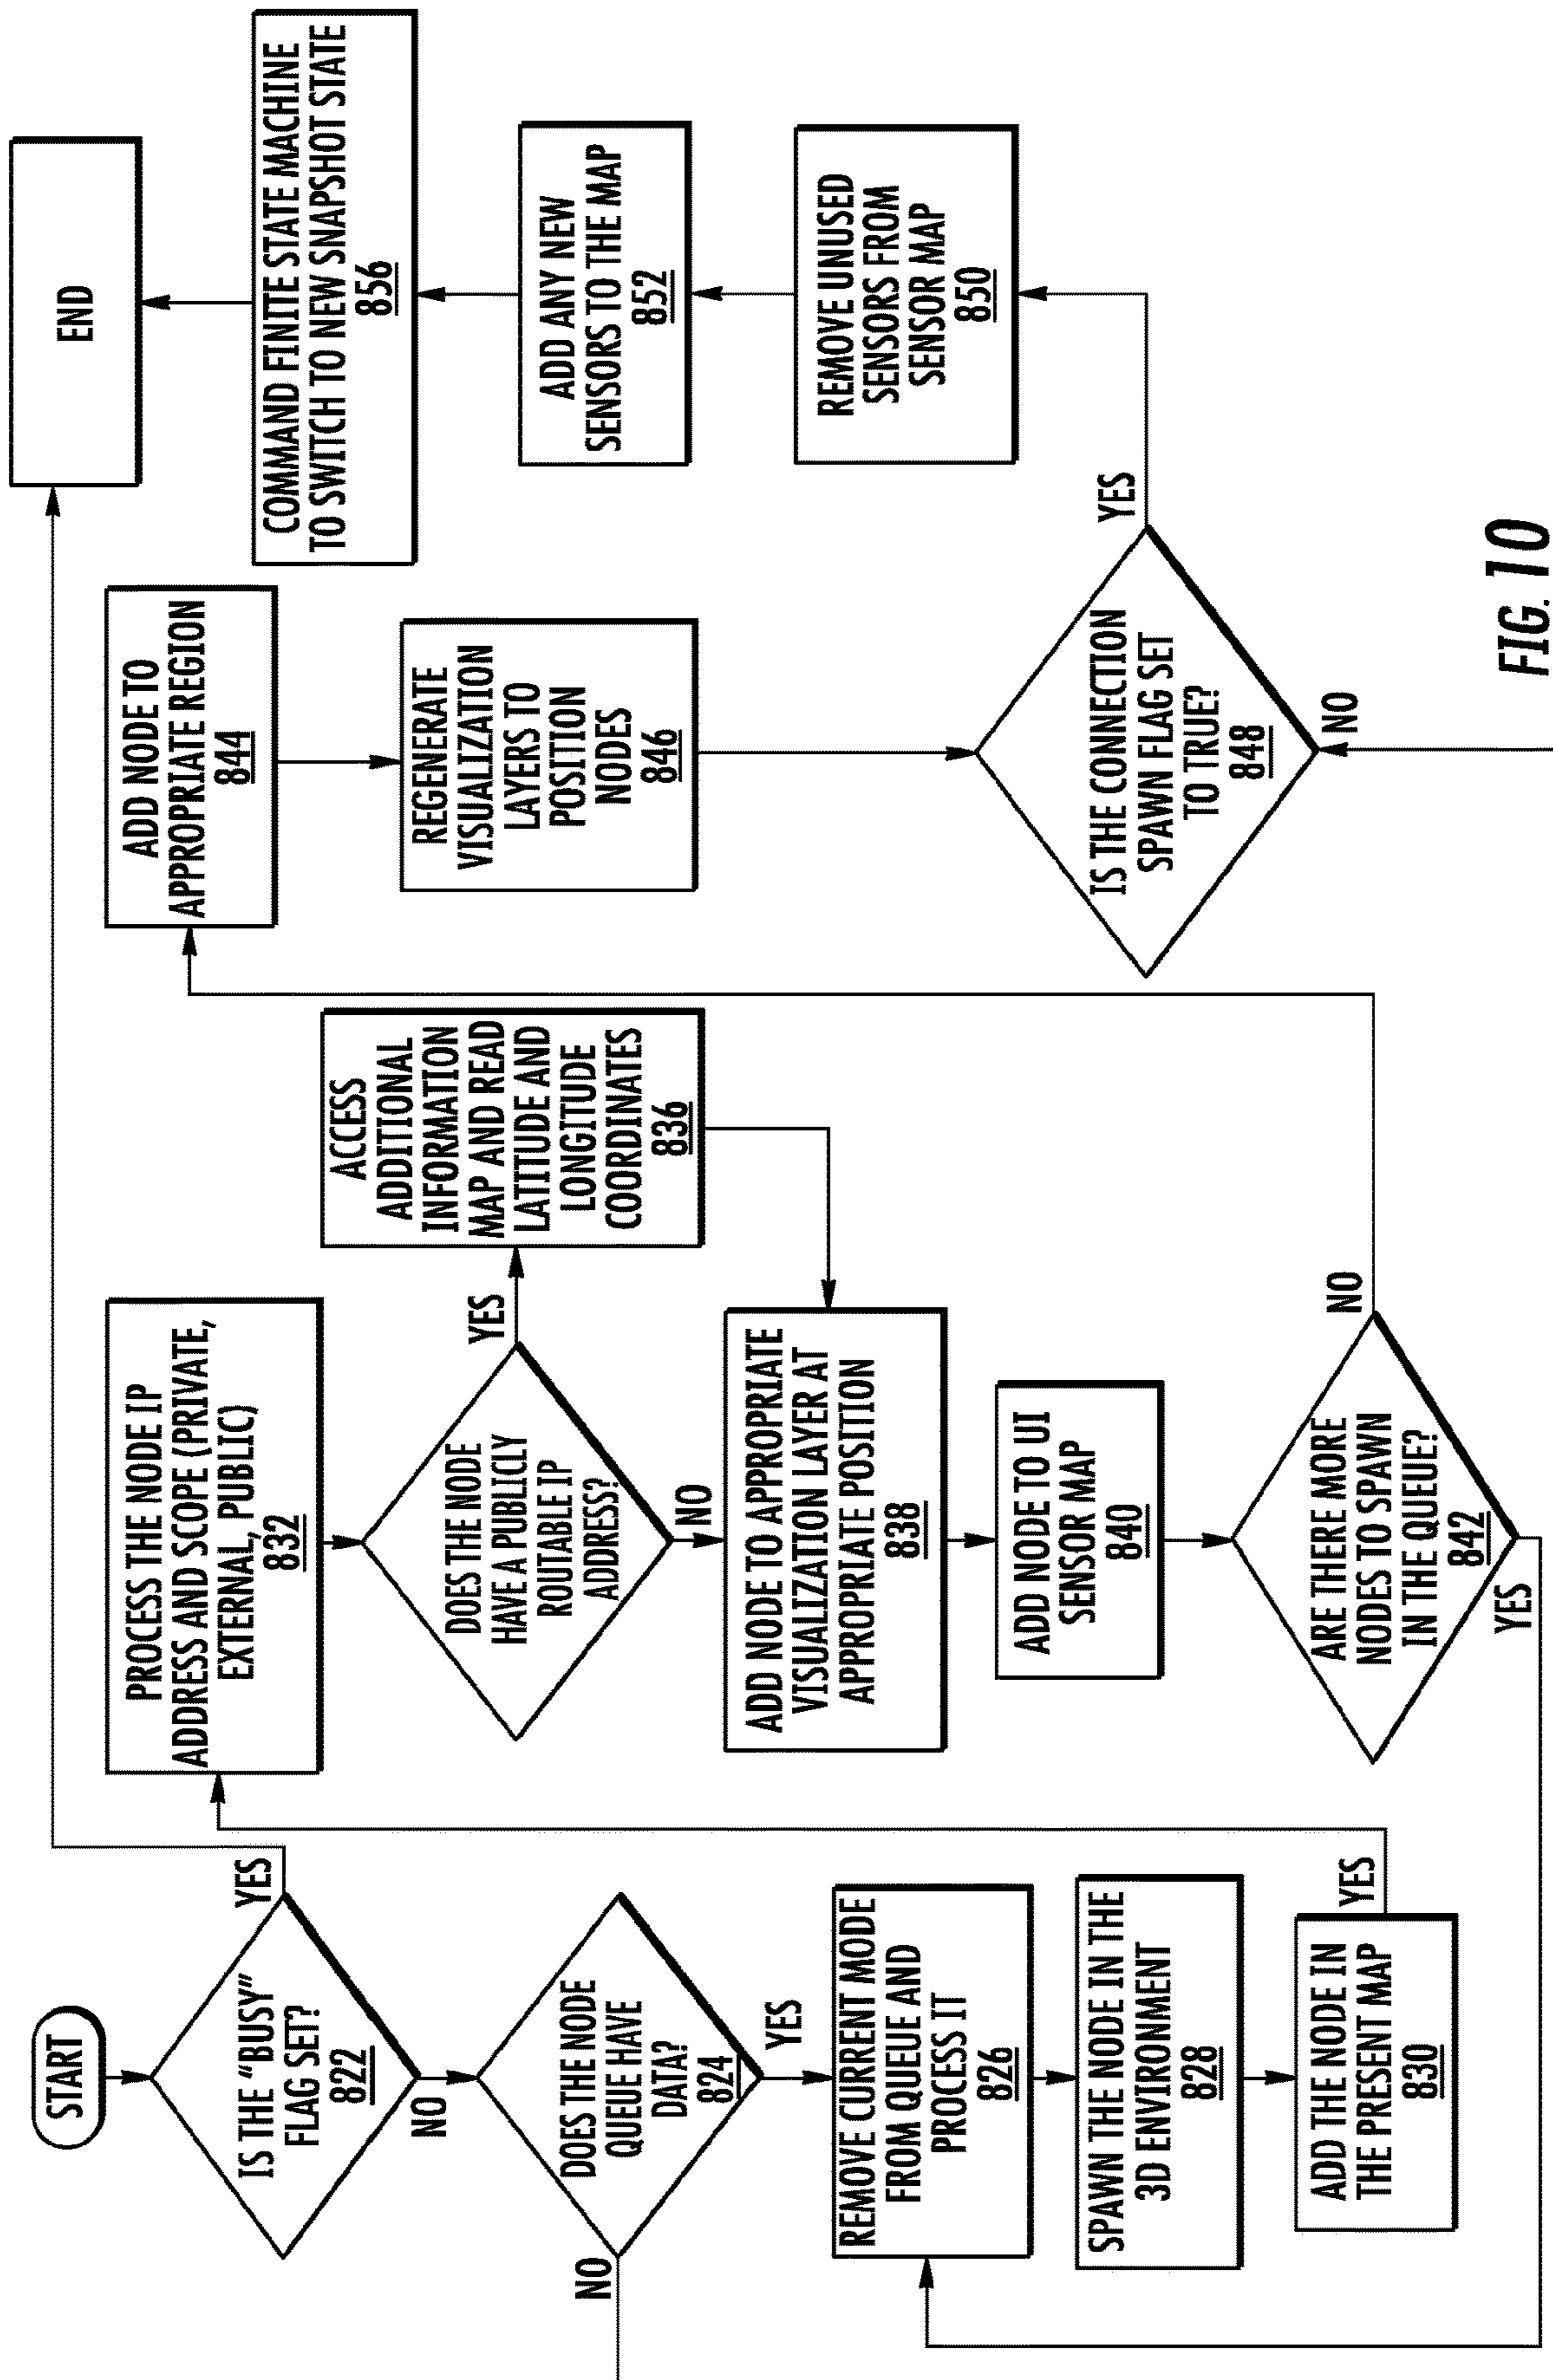 START
IS THE "BUSY"
FLAG SET?
822
YES
NO
DOES THE NODE
QUEUE HAVE
DATA?
824
NO
YES
REMOVE CURRENT MODE
FROM QUEUE AND
PROCESS IT
826
SPAWN THE NODE IN THE
3D ENVIRONMENT
828
ADD THE NODE IN
THE PRESENT MAP
830
YES
PROCESS THE NODE IP
ADDRESS AND SCOPE (PRIVATE,
EXTERNAL, PUBLIC)
832
DOES THE NODE
HAVE A PUBLICLY
ROUTABLE IP
ADDRESS?
YES
NO
ACCESS
ADDITIONAL
INFORMATION
MAP AND READ
LATITUDE AND
LONGITUDE
COORDINATES
836
ADD NODE TO APPROPRIATE
VISUALIZATION LAYER AT
APPROPRIATE POSITION
838
ADD NODE TO UI
SENSOR MAP
840
ARE THERE MORE
NODES TO SPAWN
IN THE QUEUE?
842
NO
YES
ADD NODE TO
APPROPRIATE REGION
844
REGENERATE
VISUALIZATION
LAYERS TO
POSITION
NODES
846
IS THE CONNECTION
SPAWN FLAG SET
TO TRUE?
848
YES
NO
REMOVE UNUSED
SENSORS FROM
SENSOR MAP
850
ADD ANY NEW
SENSORS TO THE MAP
852
COMMAND FINITE STATE MACHINE
TO SWITCH TO NEW SNAPSHOT STATE
856
END
FIG. 10